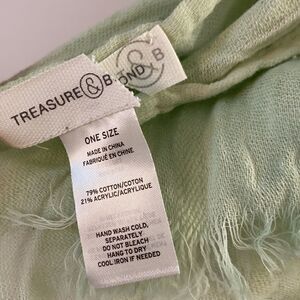 TREASURE & BOND
& B
ONE SIZE
MADE IN CHINA
FABRIQUÉ EN CHINE
79% COTTON/COTON
21% ACRYLIC/ACRYLIQUE
HAND WASH COLD,
SEPARATELY
DO NOT BLEACH
HANG TO DRY
COOL IRON IF NEEDED